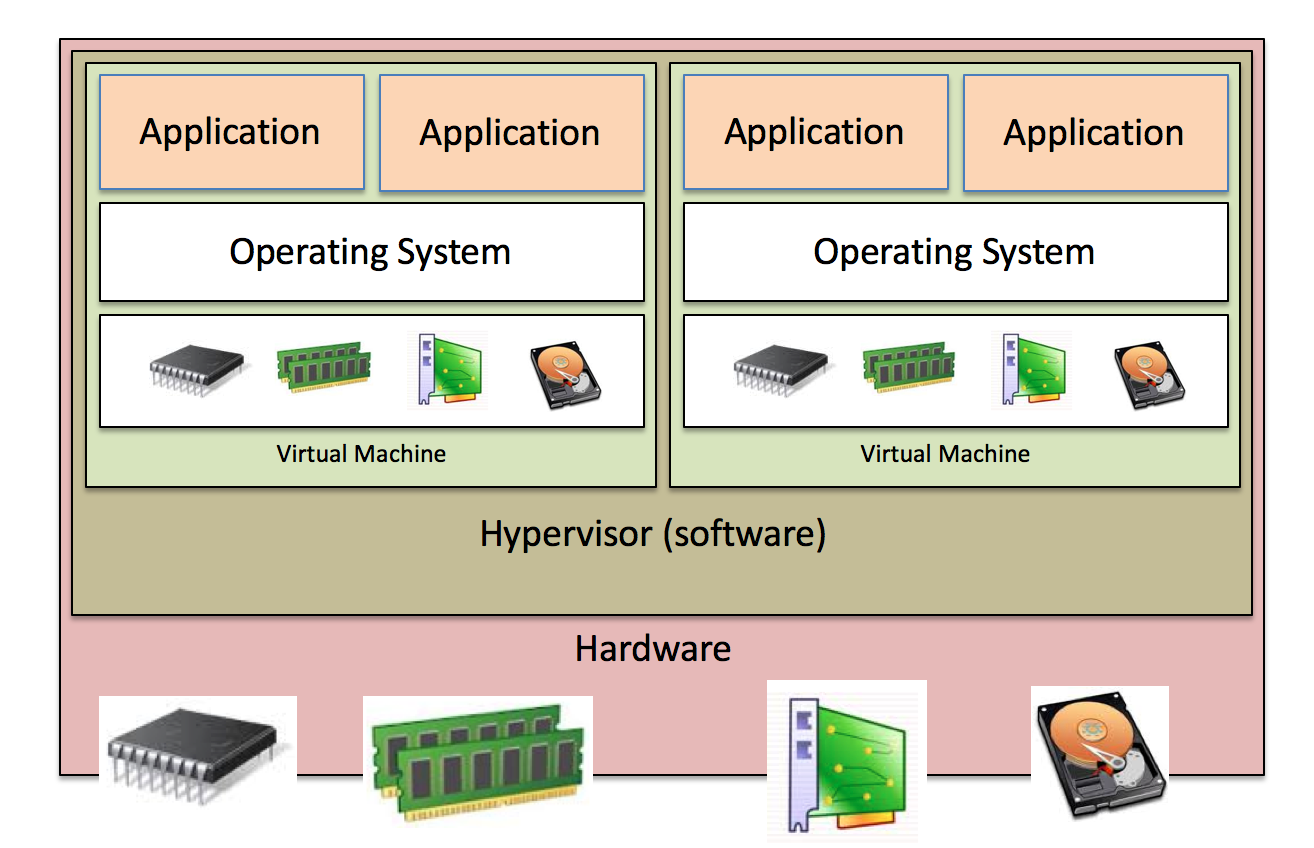 Application
Application
Application
Application
Operating System
Operating System
Virtual Machine
Virtual Machine
Hypervisor (software)
Hardware